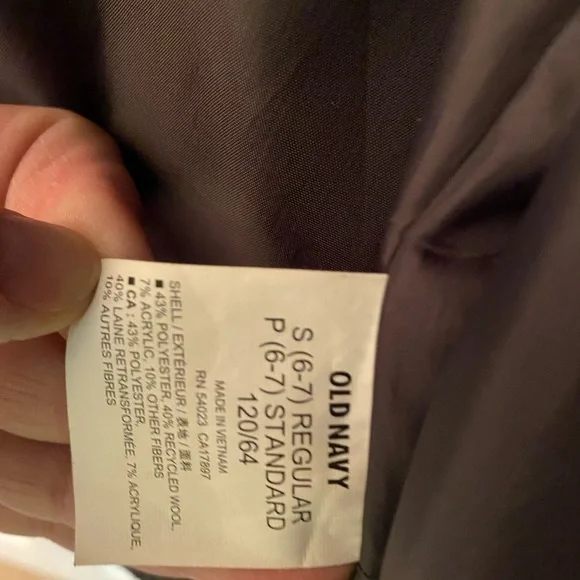 OLD NAVY
S (6-7) REGULAR
P (6-7) STANDARD
120/64
MADE IN VIETNAM
RN 54023 CA17897
SHELL / EXTÉRIEUR / 表地 / 面料
■ 43% POLYESTER, 40% RECYCLED WOOL,
7% ACRYLIC, 10% OTHER FIBERS
■ CA : 43% POLYESTER,
40% LAINE RETRANSFORMÉE, 7% ACRYLIQUE,
10% AUTRES FIBRES